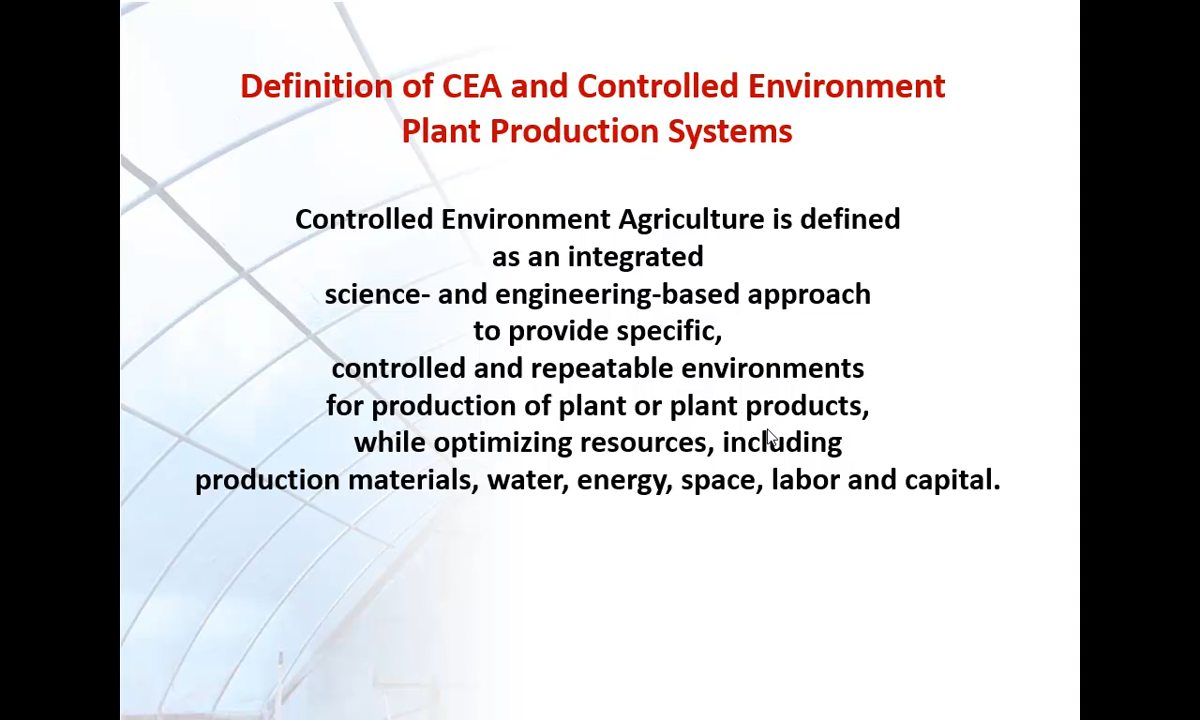 Definition of CEA and Controlled Environment
Plant Production Systems
Controlled Environment Agriculture is defined
as an integrated
science- and engineering-based approach
to provide specific,
controlled and repeatable environments
for production of plant or plant products,
while optimizing resources, including
production materials, water, energy, space, labor and capital.